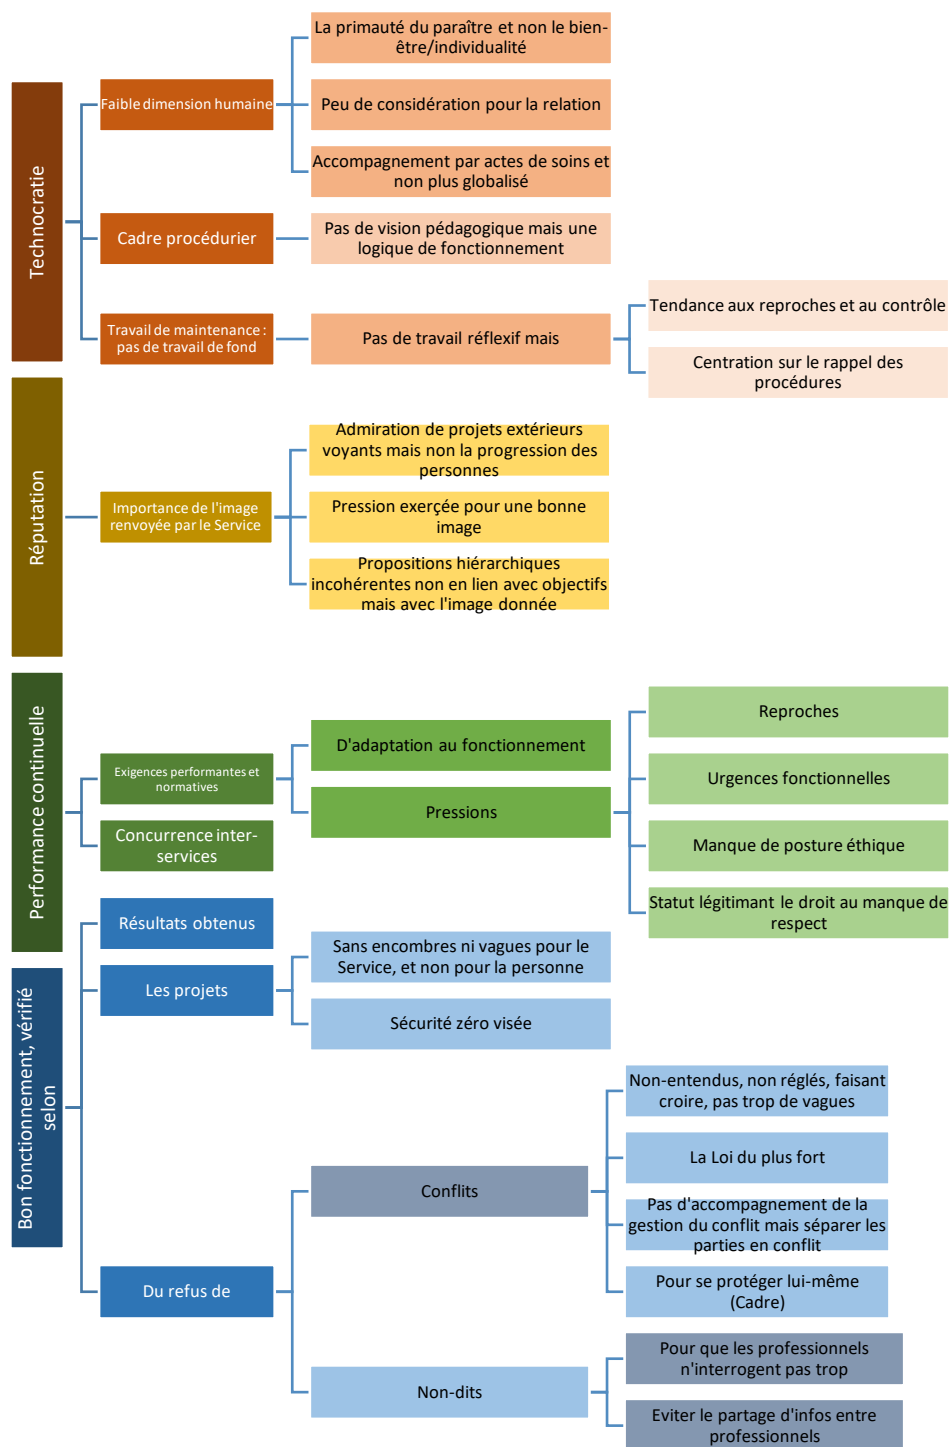 La primauté du paraître et non le bien-
être/individualité
Technocratie
Faible dimension humaine
Peu de considération pour la relation
Accompagnement par actes de soins et
non plus globalisé
Cadre procédurier
Pas de vision pédagogique mais une
logique de fonctionnement
Travail de maintenance :
pas de travail de fond
Pas de travail réflexif mais
Tendance aux reproches et au contrôle
Centration sur le rappel des
procédures
Réputation
Importance de l'image
renvoyée par le Service
Admiration de projets extérieurs
voyants mais non la progression des
personnes
Pression exercée pour une bonne
image
Propositions hiérarchiques
incohérentes non en lien avec objectifs
mais avec l'image donnée
Performance continuelle
Exigences performantes et
normatives
D'adaptation au fonctionnement
Pressions
Reproches
Urgences fonctionnelles
Manque de posture éthique
Statut légitimant le droit au manque de
respect
Concurrence inter-
services
Bon fonctionnement, vérifié
selon
Résultats obtenus
Les projets
Sans encombres ni vagues pour le
Service, et non pour la personne
Sécurité zéro visée
Du refus de
Conflits
Non-entendus, non réglés, faisant
croire, pas trop de vagues
La Loi du plus fort
Pas d'accompagnement de la
gestion du conflit mais séparer les
parties en conflit
Pour se protéger lui-même
(Cadre)
Non-dits
Pour que les professionnels
n'interrogent pas trop
Eviter le partage d'infos entre
professionnels